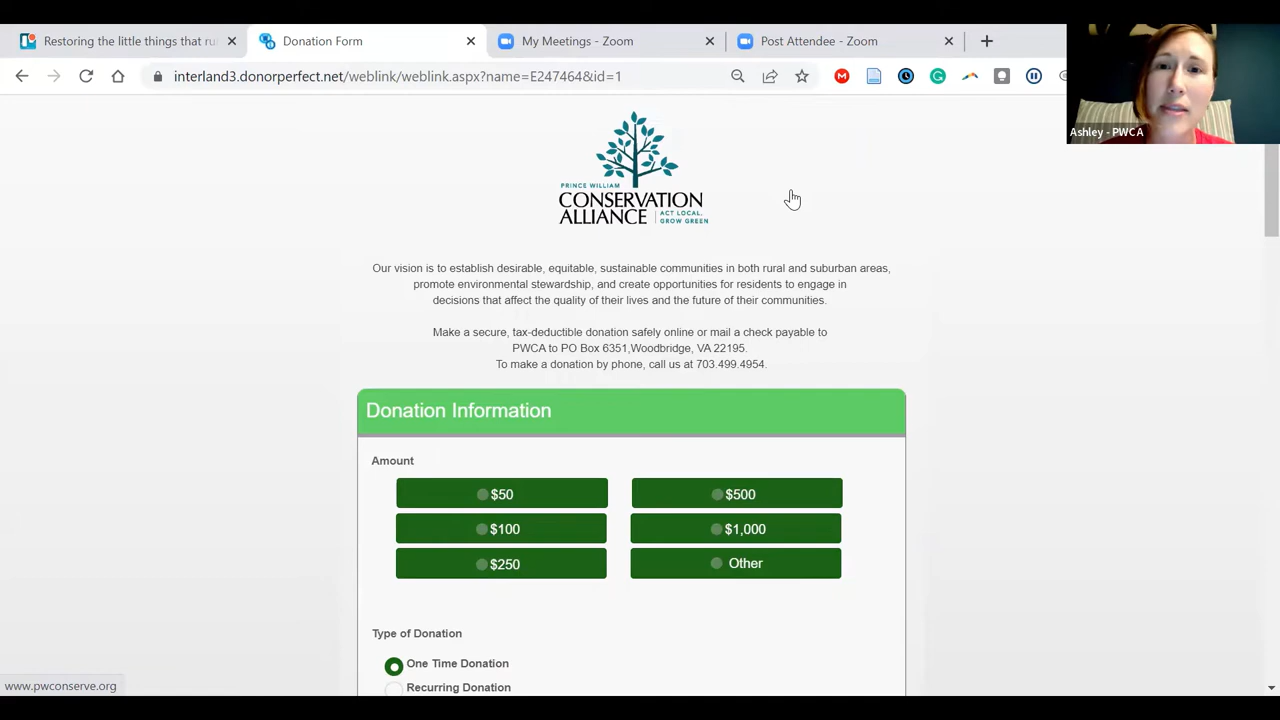 Restoring the little things that ru
Donation Form
My Meetings - Zoom
Post Attendee - Zoom
interland3.donorperfect.net/weblink/weblink.aspx?nme=E247464&id=1
Ashley - PWCA
PRINCE WILLIAM
CONSERVATION
ALLIANCE
ACT LOCAL.
GROW GREEN
Our vision is to establish desirable, equitable, sustainable communities in both rural and suburban areas,
promote environmental stewardship, and create opportunities for residents to engage in
decisions that affect the quality of their lives and the future of their communities.
Make a secure, tax-deductible donation safely online or mail a check payable to
PWCA to PO Box 6351,Woodbridge, VA 22195.
To make a donation by phone, call us at 703.499.4954.
Donation Information
Amount
$50
$500
$100
$1,000
$250
Other
Type of Donation
One Time Donation
Recurring Donation
www.pwconserve.org